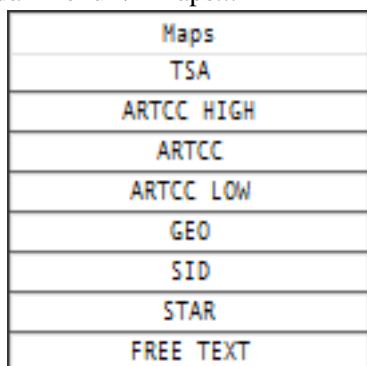 Maps
TSA
ARTCC HIGH
ARTCC
ARTCC LOW
GEO
SID
STAR
FREE TEXT